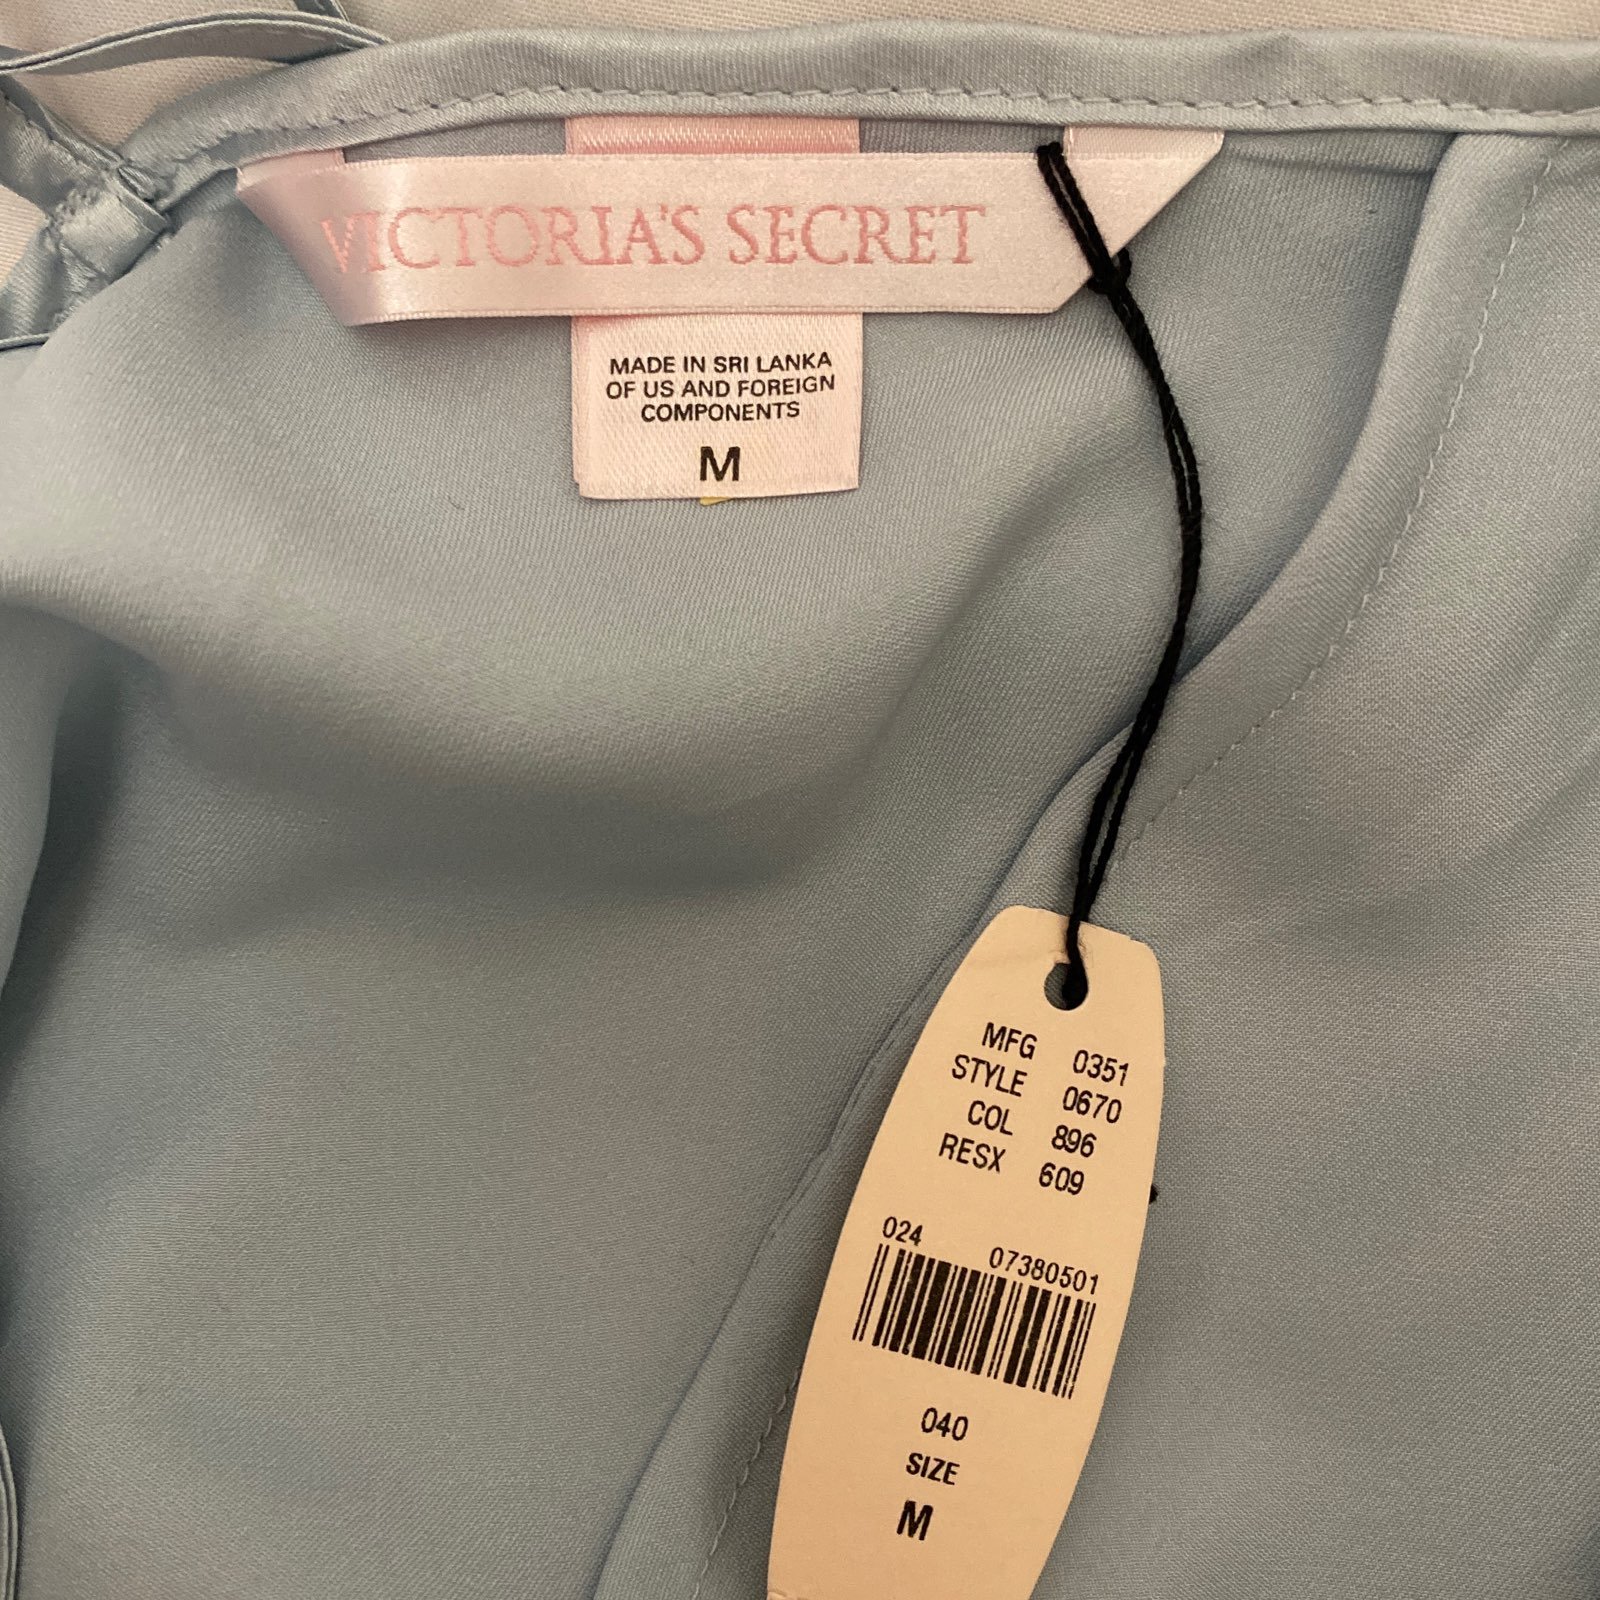 VICTORIA'S SECRET
MADE IN SRI LANKA
OF US AND FOREIGN
COMPONENTS
M
MFG 0351
STYLE 0670
COL 896
RESX 609
024 07380501
040
SIZE
M